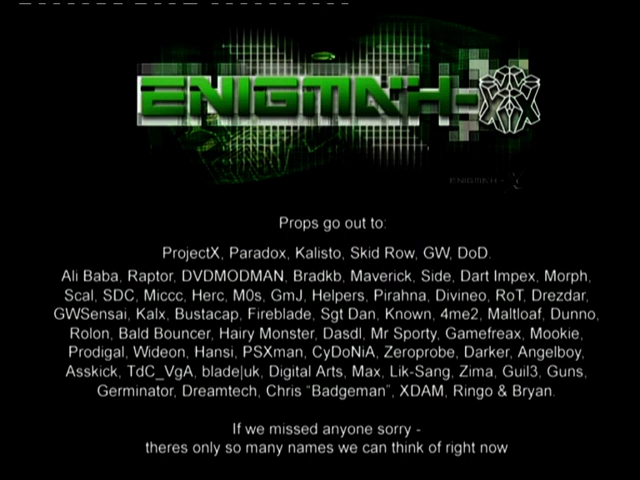 ENIGMAH-X
ENIGMAH-X
Props go out to:
ProjectX, Paradox, Kalisto, Skid Row, GW, DoD.
Ali Baba, Raptor, DVDMODMAN, Bradkb, Maverick, Side, Dart Impex, Morph,
Scal, SDC, Miccc, Herc, M0s, GmJ, Helpers, Pirahna, Divineo, RoT, Drezdar,
GWSensai, Kalx, Bustacap, Fireblade, Sgt Dan, Known, 4me2, Maltloaf, Dunno,
Rolon, Bald Bouncer, Hairy Monster, Dasdl, Mr Sporty, Gamefreax, Mookie,
Prodigal, Wideon, Hansi, PSXman, CyDoNiA, Zeroprobe, Darker, Angelboy,
Asskick, TdC_VgA, blade|uk, Digital Arts, Max, Lik-Sang, Zima, Guil3, Guns,
Germinator, Dreamtech, Chris “Badgeman”, XDAM, Ringo & Bryan.
If we missed anyone sorry -
theres only so many names we can think of right now